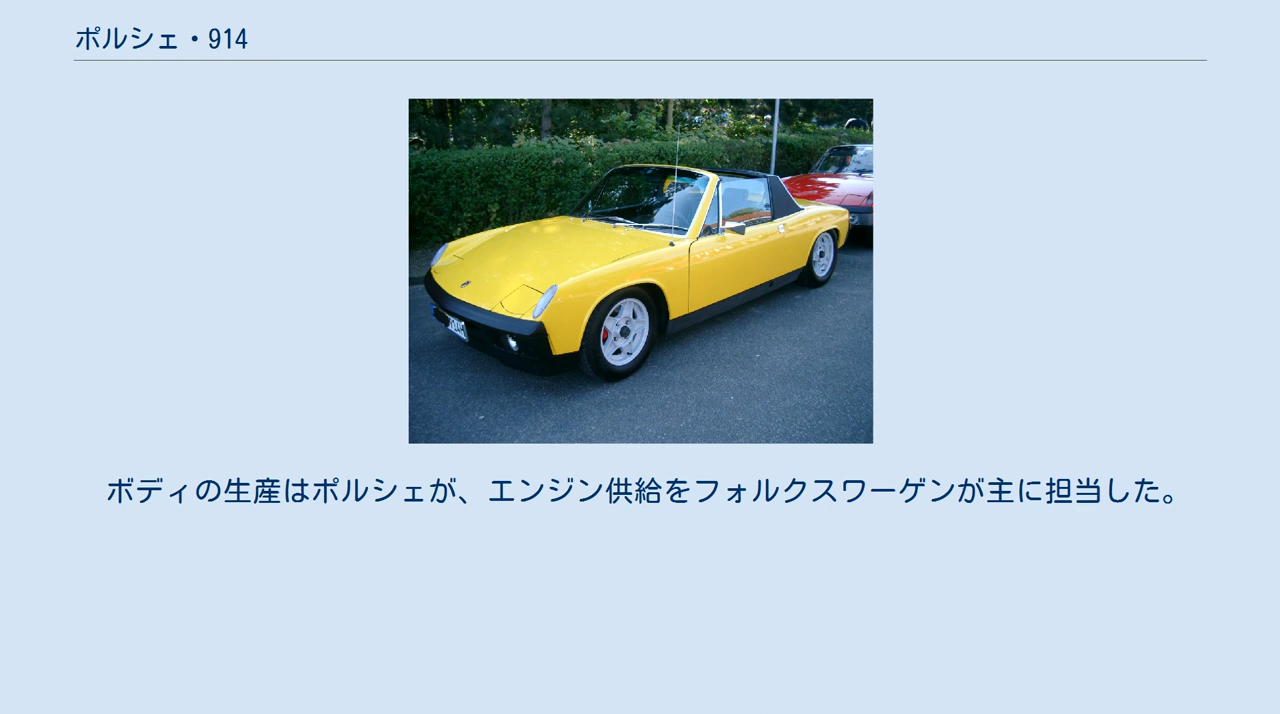 ポルシェ・914
ボディの生産はポルシェが、エンジン供給をフォルクスワーゲンが主に担当した。